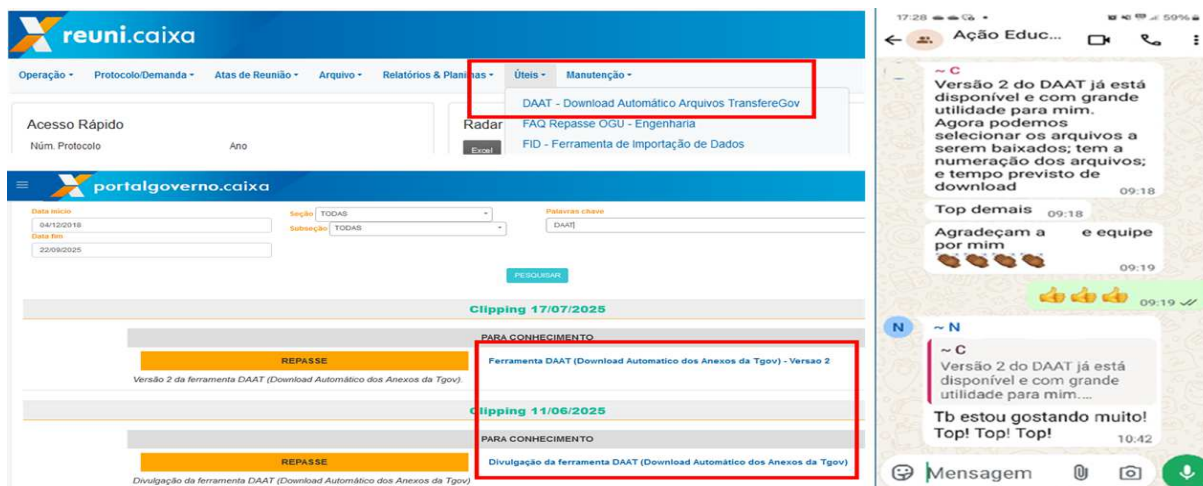 reuni.caixa
Operação
Protocolo/Demanda
Atas de Reunião
Arquivo
Relatórios & Planilhas
Úteis
Manutenção
DAAT - Download Automático Arquivos TransfereGov
FAQ Repasse OGU - Engenharia
FID - Ferramenta de Importação de Dados
Acesso Rápido
Núm. Protocolo
Ano
Radar
Excel
portalgoverno.caixa
Data início
04/12/2018
Data fim
22/09/2025
Seção TODAS
Subseção TODAS
Palavras chave
DAAT
PESQUISAR
Clipping 17/07/2025
PARA CONHECIMENTO
REPASSE
Ferramenta DAAT (Download Automatico dos Anexos da Tgov) - Versao 2
Versão 2 da ferramenta DAAT (Download Automático dos Anexos da Tgov).
Clipping 11/06/2025
PARA CONHECIMENTO
REPASSE
Divulgação da ferramenta DAAT (Download Automático dos Anexos da Tgov)
Divulgação da ferramenta DAAT (Download Automático dos Anexos da Tgov)
17:28
59%
Ação Educ...
~ C
Versão 2 do DAAT já está
disponível e com grande
utilidade para mim.
Agora podemos
selecionar os arquivos a
serem baixados; tem a
numeração dos arquivos;
e tempo previsto de
download
09:18
Top demais 09:18
Agradeçam a e equipe
por mim
👏👏👏👏
09:19
👍👍👍 09:19
N
~ N
~ C
Versão 2 do DAAT já está
disponível e com grande
utilidade para mim....
Tb estou gostando muito!
Top! Top! Top!
10:42
Mensagem